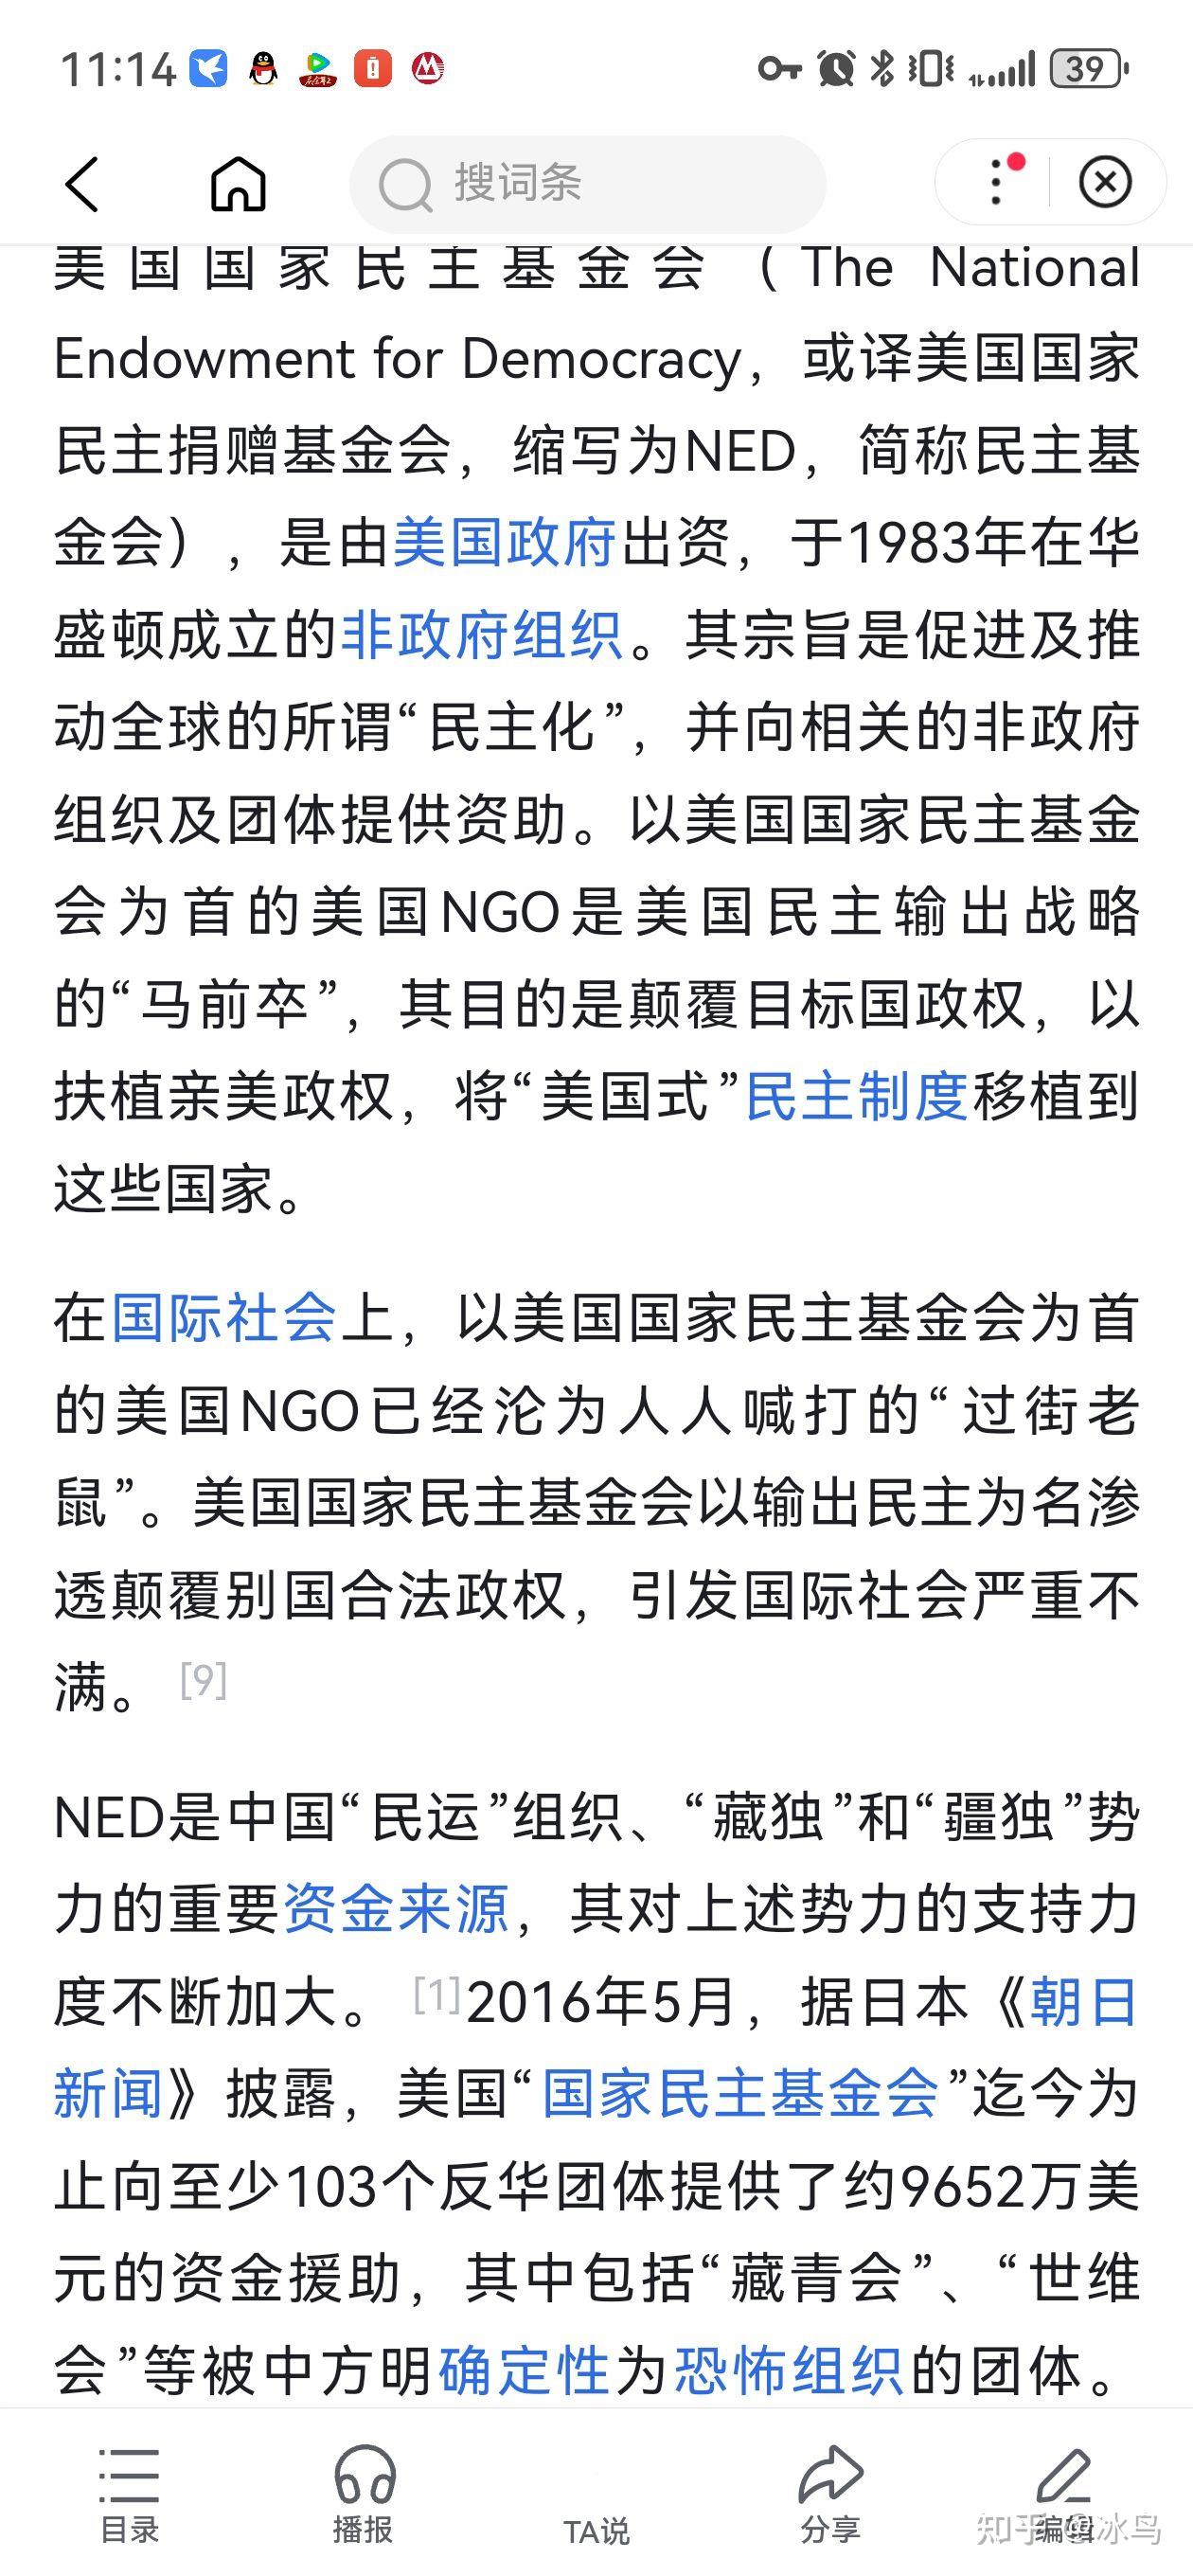 11:14
39
搜词条
美国国家民主基金会（The National
Endowment for Democracy，或译美国国家
民主捐赠基金会，缩写为NED，简称民主基
金会），是由美国政府出资，于1983年在华
盛顿成立的非政府组织。其宗旨是促进及推
动全球的所谓“民主化”，并向相关的非政府
组织及团体提供资助。以美国国家民主基金
会为首的美国NGO是美国民主输出战略
的“马前卒”，其目的是颠覆目标国政权，以
扶植亲美政权，将“美国式”民主制度移植到
这些国家。
在国际社会上，以美国国家民主基金会为首
的美国NGO已经沦为人人喊打的“过街老
鼠”。美国国家民主基金会以输出民主为名渗
透颠覆别国合法政权，引发国际社会严重不
满。 [9]
NED是中国“民运”组织、“藏独”和“疆独”势
力的重要资金来源，其对上述势力的支持力
度不断加大。 [1]2016年5月，据日本《朝日
新闻》披露，美国“国家民主基金会”迄今为
止向至少103个反华团体提供了约9652万美
元的资金援助，其中包括“藏青会”、“世维
会”等被中方明确定性为恐怖组织的团体。
目录
播报
TA说
分享
编辑
知乎 @冰鸟